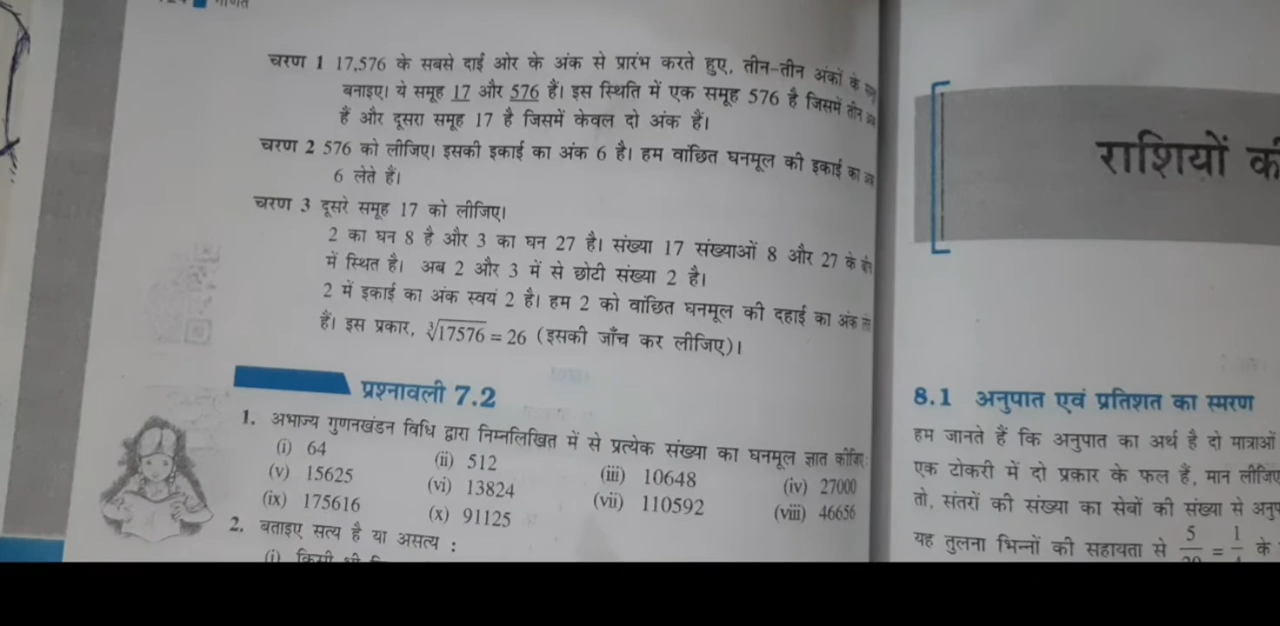 गणित
चरण 1 17,576 के सबसे दाईं ओर के अंक से प्रारंभ करते हुए, तीन-तीन अंकों के
बनाइए। ये समूह 17 और 576 हैं। इस स्थिति में एक समूह 576 है जिसमें तीन
हैं और दूसरा समूह 17 है जिसमें केवल दो अंक हैं।
चरण 2 576 को लीजिए। इसकी इकाई का अंक 6 है। हम वांछित घनमूल की इकाई का
6 लेते हैं।
चरण 3 दूसरे समूह 17 को लीजिए।
2 का घन 8 है और 3 का घन 27 है। संख्या 17 संख्याओं 8 और 27 के
में स्थित है। अब 2 और 3 में से छोटी संख्या 2 है।
2 में इकाई का अंक स्वयं 2 है। हम 2 को वांछित घनमूल की दहाई का अंक
हैं। इस प्रकार, ∛17576 = 26 (इसकी जाँच कर लीजिए)।
प्रश्नावली 7.2
1. अभाज्य गुणनखंडन विधि द्वारा निम्नलिखित में से प्रत्येक संख्या का घनमूल ज्ञात कीजिए:
(i) 64 (ii) 512 (iii) 10648 (iv) 27000
(v) 15625 (vi) 13824 (vii) 110592 (viii) 46656
(ix) 175616 (x) 91125
2. बताइए सत्य है या असत्य :
(i) किसी भी
राशियों
8.1 अनुपात एवं प्रतिशत का स्मरण
हम जानते हैं कि अनुपात का अर्थ है दो मात्राओं
एक टोकरी में दो प्रकार के फल हैं, मान
तो, संतरों की संख्या का सेबों की संख्या से
यह तुलना भिन्नों की सहायता से 5/20 = 1/4 के